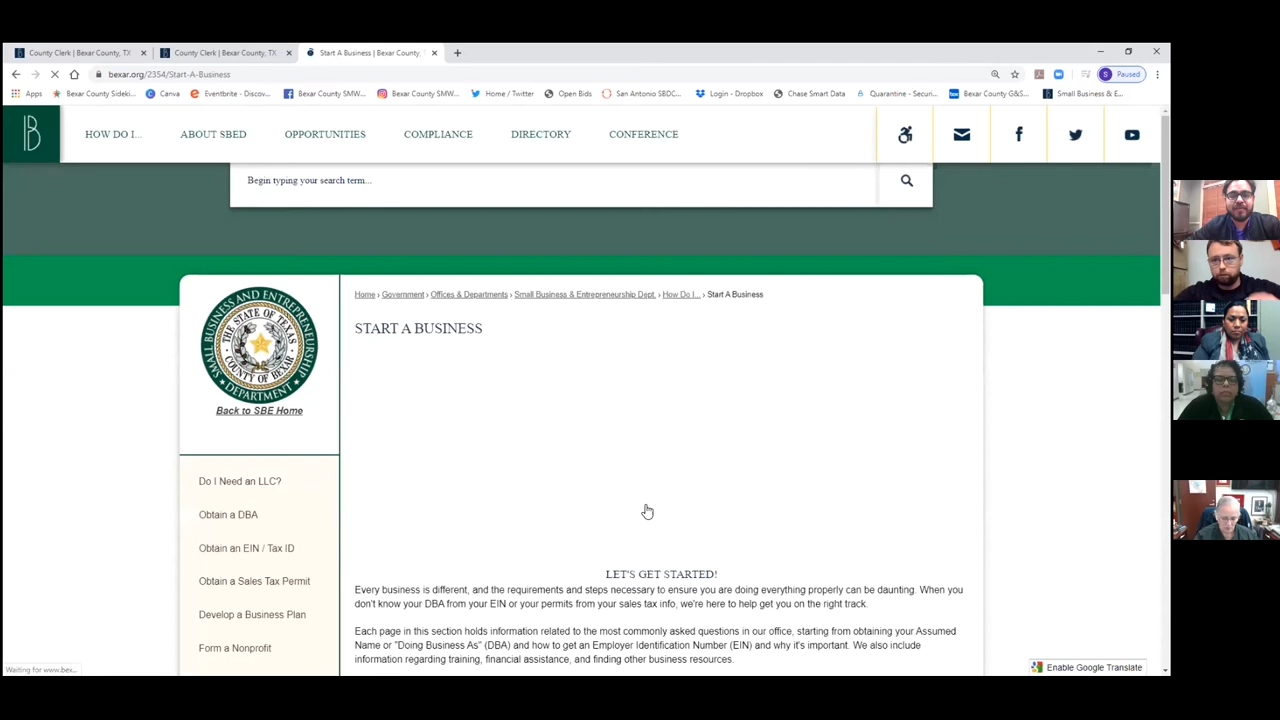 County Clerk | Bexar County, TX
County Clerk | Bexar County, TX
Start A Business | Bexar County,
bexar.org/2354/Start-A-Business
Paused
Apps
Bexar County Sideki...
Canva
Eventbrite - Discov...
Bexar County SMW...
Bexar County SMW...
Home / Twitter
Open Bids
San Antonio SBDC...
Login - Dropbox
Chase Smart Data
Quarantine - Securi...
Bexar County G&S...
Small Business & E...
HOW DO I...
ABOUT SBED
OPPORTUNITIES
COMPLIANCE
DIRECTORY
CONFERENCE
Begin typing your search term...
SMALL BUSINESS AND ENTREPRENEURSHIP DEPARTMENT
THE STATE OF TEXAS
COUNTY OF BEXAR
Back to SBE Home
Do I Need an LLC?
Obtain a DBA
Obtain an EIN / Tax ID
Obtain a Sales Tax Permit
Develop a Business Plan
Form a Nonprofit
Home › Government › Offices & Departments › Small Business & Entrepreneurship Dept. › How Do I... › Start A Business
START A BUSINESS
LET'S GET STARTED!
Every business is different, and the requirements and steps necessary to ensure you are doing everything properly can be daunting. When you
don't know your DBA from your EIN or your permits from your sales tax info, we're here to help get you on the right track.
Each page in this section holds information related to the most commonly asked questions in our office, starting from obtaining your Assumed
Name or "Doing Business As" (DBA) and how to get an Employer Identification Number (EIN) and why it's important. We also include
information regarding training, financial assistance, and finding other business resources.
Waiting for www.bex...
Enable Google Translate